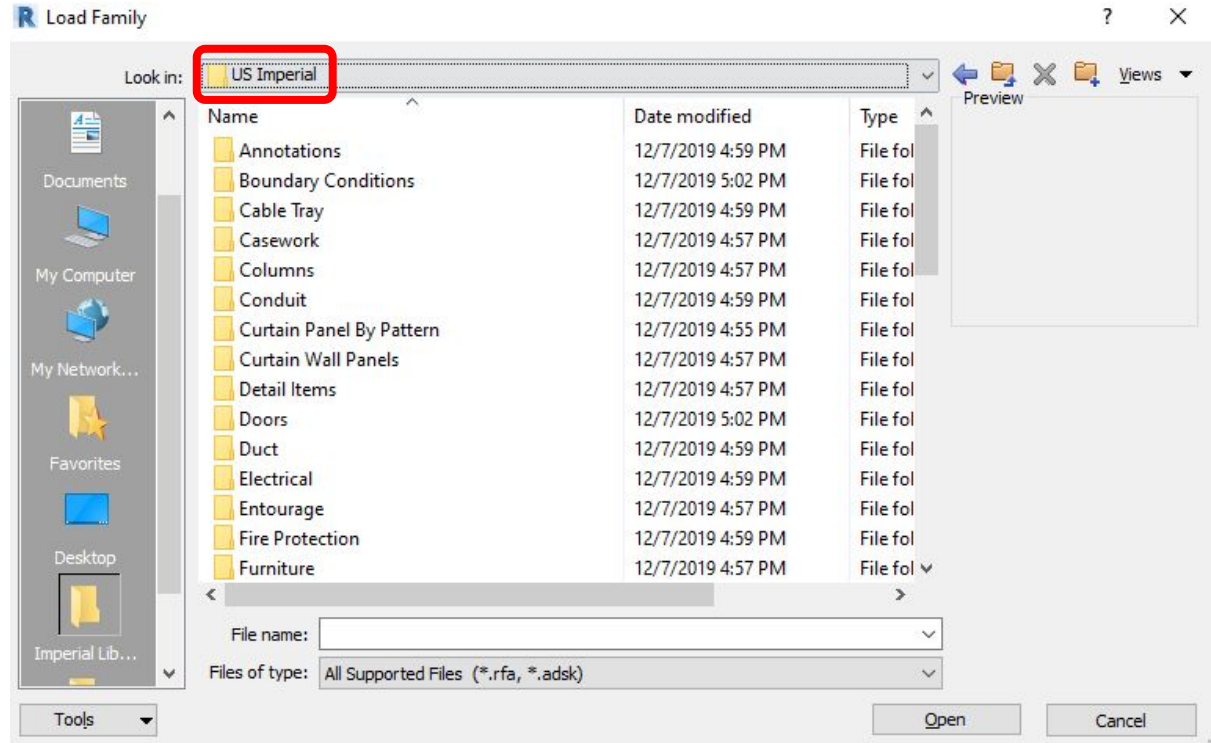 Load Family
Look in: US Imperial Views
Preview
Name Date modified Type
Annotations 12/7/2019 4:59 PM File fol
Boundary Conditions 12/7/2019 5:02 PM File fol
Cable Tray 12/7/2019 4:59 PM File fol
Casework 12/7/2019 4:57 PM File fol
Columns 12/7/2019 4:57 PM File fol
Conduit 12/7/2019 4:59 PM File fol
Curtain Panel By Pattern 12/7/2019 4:55 PM File fol
Curtain Wall Panels 12/7/2019 4:57 PM File fol
Detail Items 12/7/2019 4:57 PM File fol
Doors 12/7/2019 5:02 PM File fol
Duct 12/7/2019 4:59 PM File fol
Electrical 12/7/2019 4:59 PM File fol
Entourage 12/7/2019 4:57 PM File fol
Fire Protection 12/7/2019 4:59 PM File fol
Furniture 12/7/2019 4:57 PM File fol
Documents
My Computer
My Network...
Favorites
Desktop
Imperial Lib...
File name:
Files of type: All Supported Files (*.rfa, *.adsk)
Tools Open Cancel